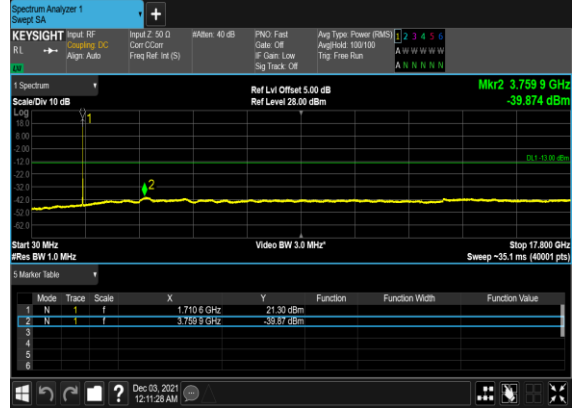 Spectrum Analyzer 1
Swept SA
+
KEYSIGHT Input: RF Input Z: 50 Ω #Atten: 40 dB PNO: Fast Avg Type: Power (RMS) 1 2 3 4 5 6
RL Coupling: DC Corr CCorr Gate: Off Avg|Hold: 100/100 A W W W W W
Align: Auto Freq Ref: Int (S) IF Gain: Low Trig: Free Run
Sig Track: Off A N N N N N
1 Spectrum Ref Lvl Offset 5.00 dB Mkr2 3.759 9 GHz
Scale/Div 10 dB Ref Level 28.00 dBm -39.874 dBm
Log
18.0
1
8.00
-2.00
-12.0
DL1 -13.00 dBm
-22.0
-32.0
2
-42.0
-52.0
-62.0
Start 30 MHz Video BW 3.0 MHz* Stop 17.800 GHz
#Res BW 1.0 MHz Sweep ~35.1 ms (40001 pts)
5 Marker Table
Mode Trace Scale X Y Function Function Width Function Value
1 N 1 f 1.710 6 GHz 21.30 dBm
2 N 1 f 3.759 9 GHz -39.87 dBm
3
4
5
6
? Dec 03, 2021
12:11:28 AM